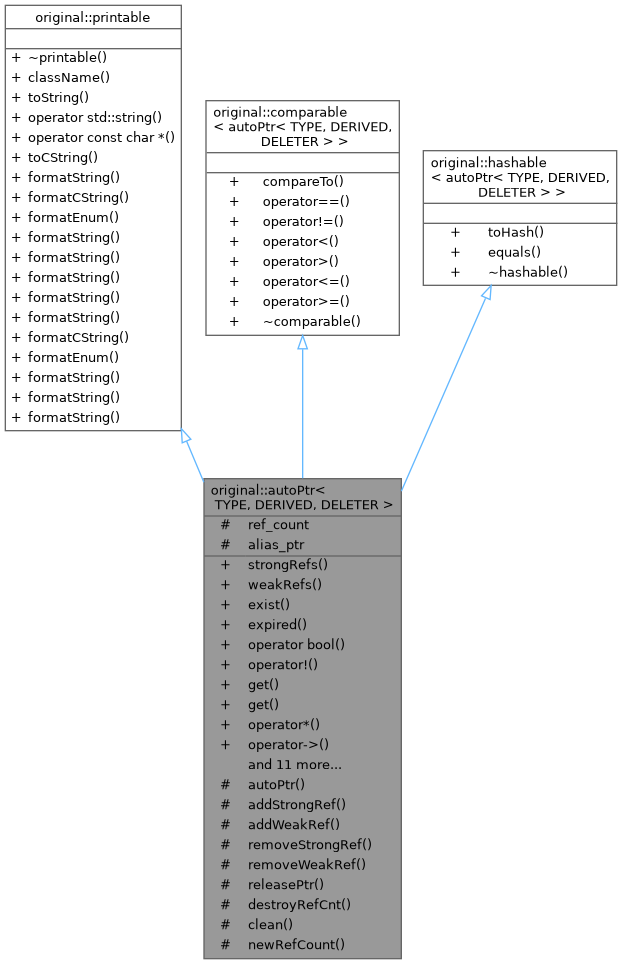 original::printable
+ ~printable()
+ className()
+ toString()
+ operator std::string()
+ operator const char *()
+ toCString()
+ formatString()
+ formatCString()
+ formatEnum()
+ formatString()
+ formatString()
+ formatString()
+ formatString()
+ formatString()
+ formatCString()
+ formatEnum()
+ formatString()
+ formatString()
+ formatString()
original::comparable
< autoPtr< TYPE, DERIVED,
DELETER > >
+ compareTo()
+ operator==()
+ operator!=()
+ operator<()
+ operator>()
+ operator<=()
+ operator>=()
+ ~comparable()
original::hashable
< autoPtr< TYPE, DERIVED,
DELETER > >
+ toHash()
+ equals()
+ ~hashable()
original::autoPtr<
TYPE, DERIVED, DELETER >
# ref_count
# alias_ptr
+ strongRefs()
+ weakRefs()
+ exist()
+ expired()
+ operator bool()
+ operator!()
+ get()
+ get()
+ operator*()
+ operator->()
and 11 more...
# autoPtr()
# addStrongRef()
# addWeakRef()
# removeStrongRef()
# removeWeakRef()
# releasePtr()
# destroyRefCnt()
# clean()
# newRefCount()